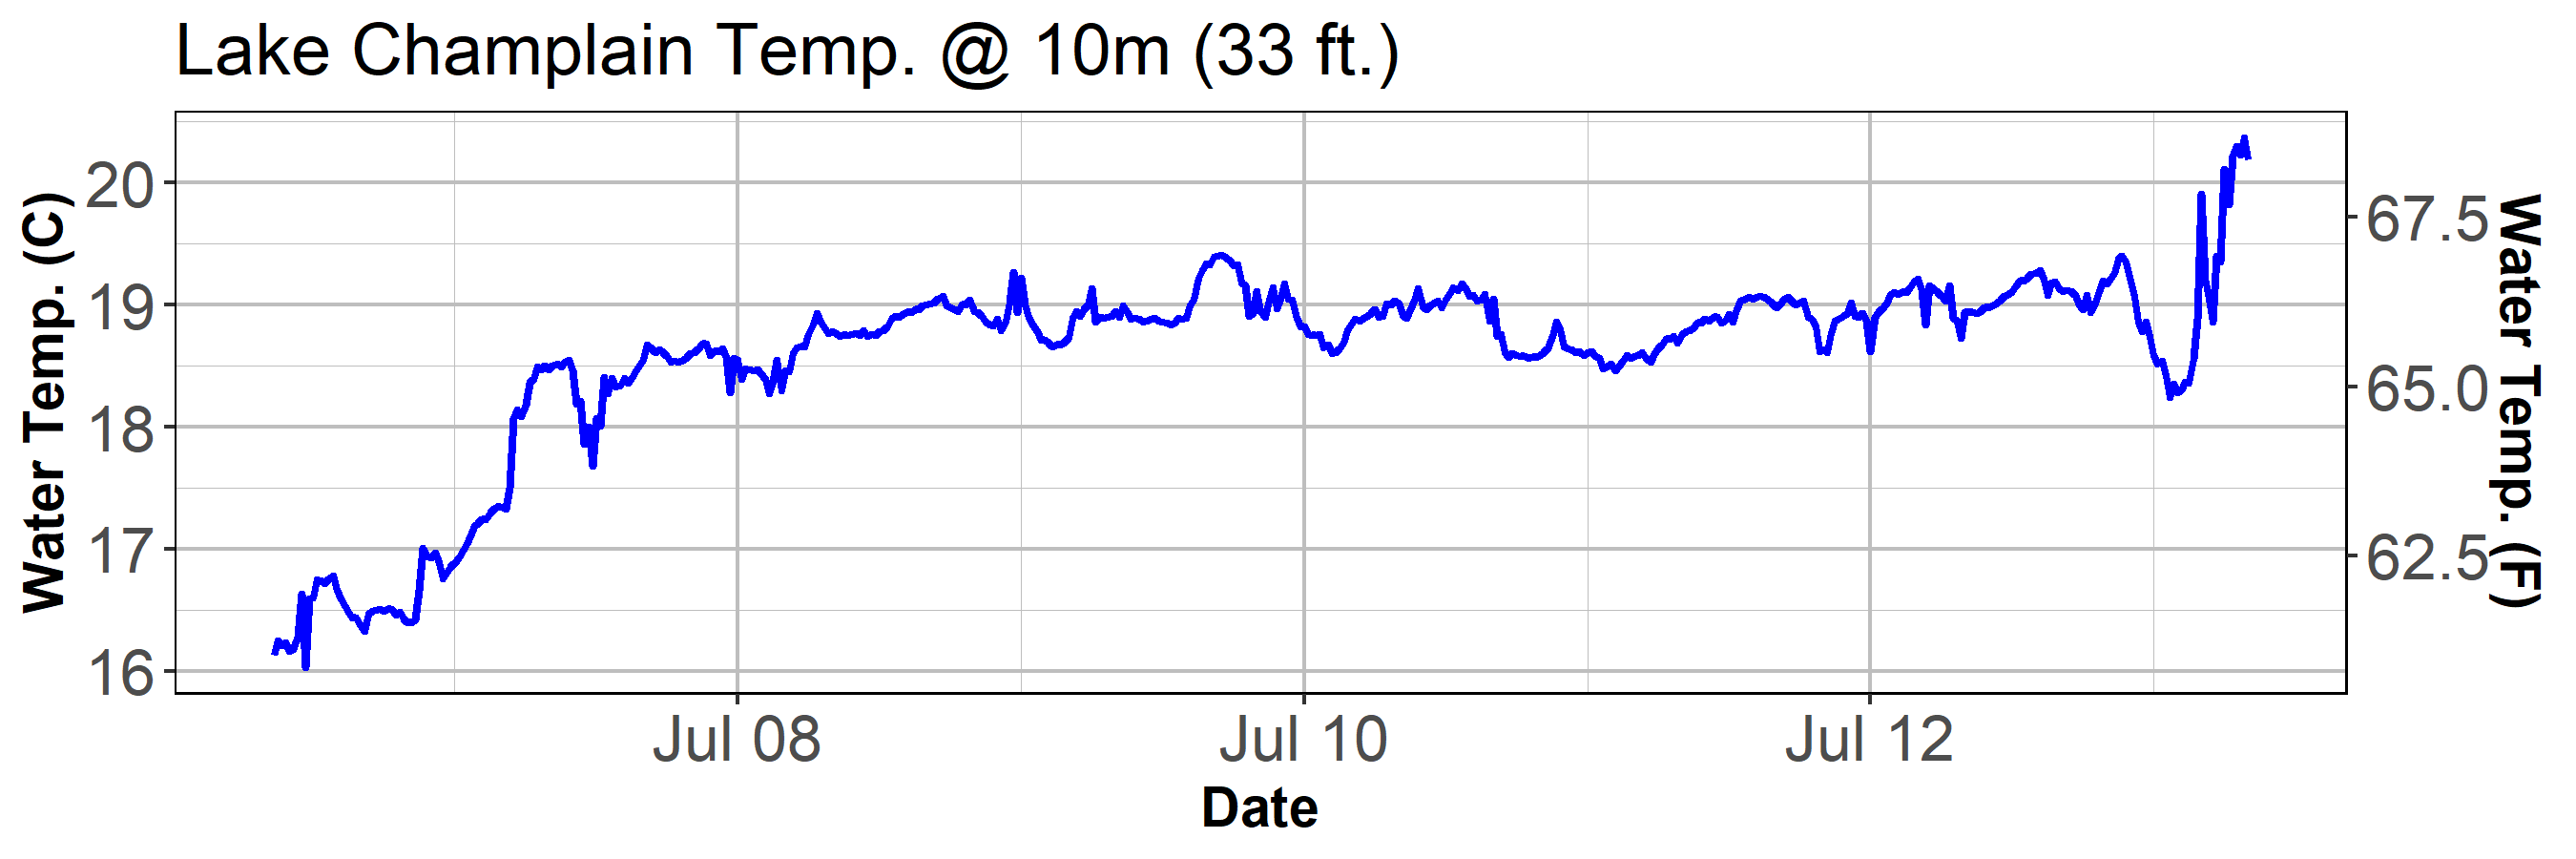 Lake Champlain Temp. @ 10m (33 ft.)
Water Temp. (C)
20
19
18
17
16
67.5
65.0
62.5
Water Temp. (F)
Jul 08
Jul 10
Jul 12
Date